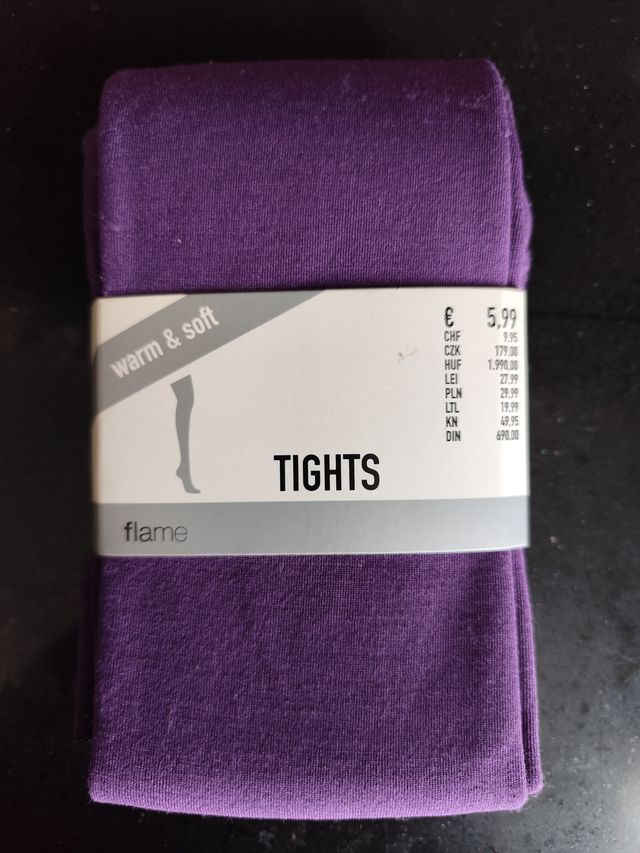 warm & soft
€ 5,99
CHF 9,95
CZK 179,00
HUF 1.990,00
LEI 27,99
PLN 29,99
LTL 19,99
KN 49,95
DIN 690,00
TIGHTS
flame